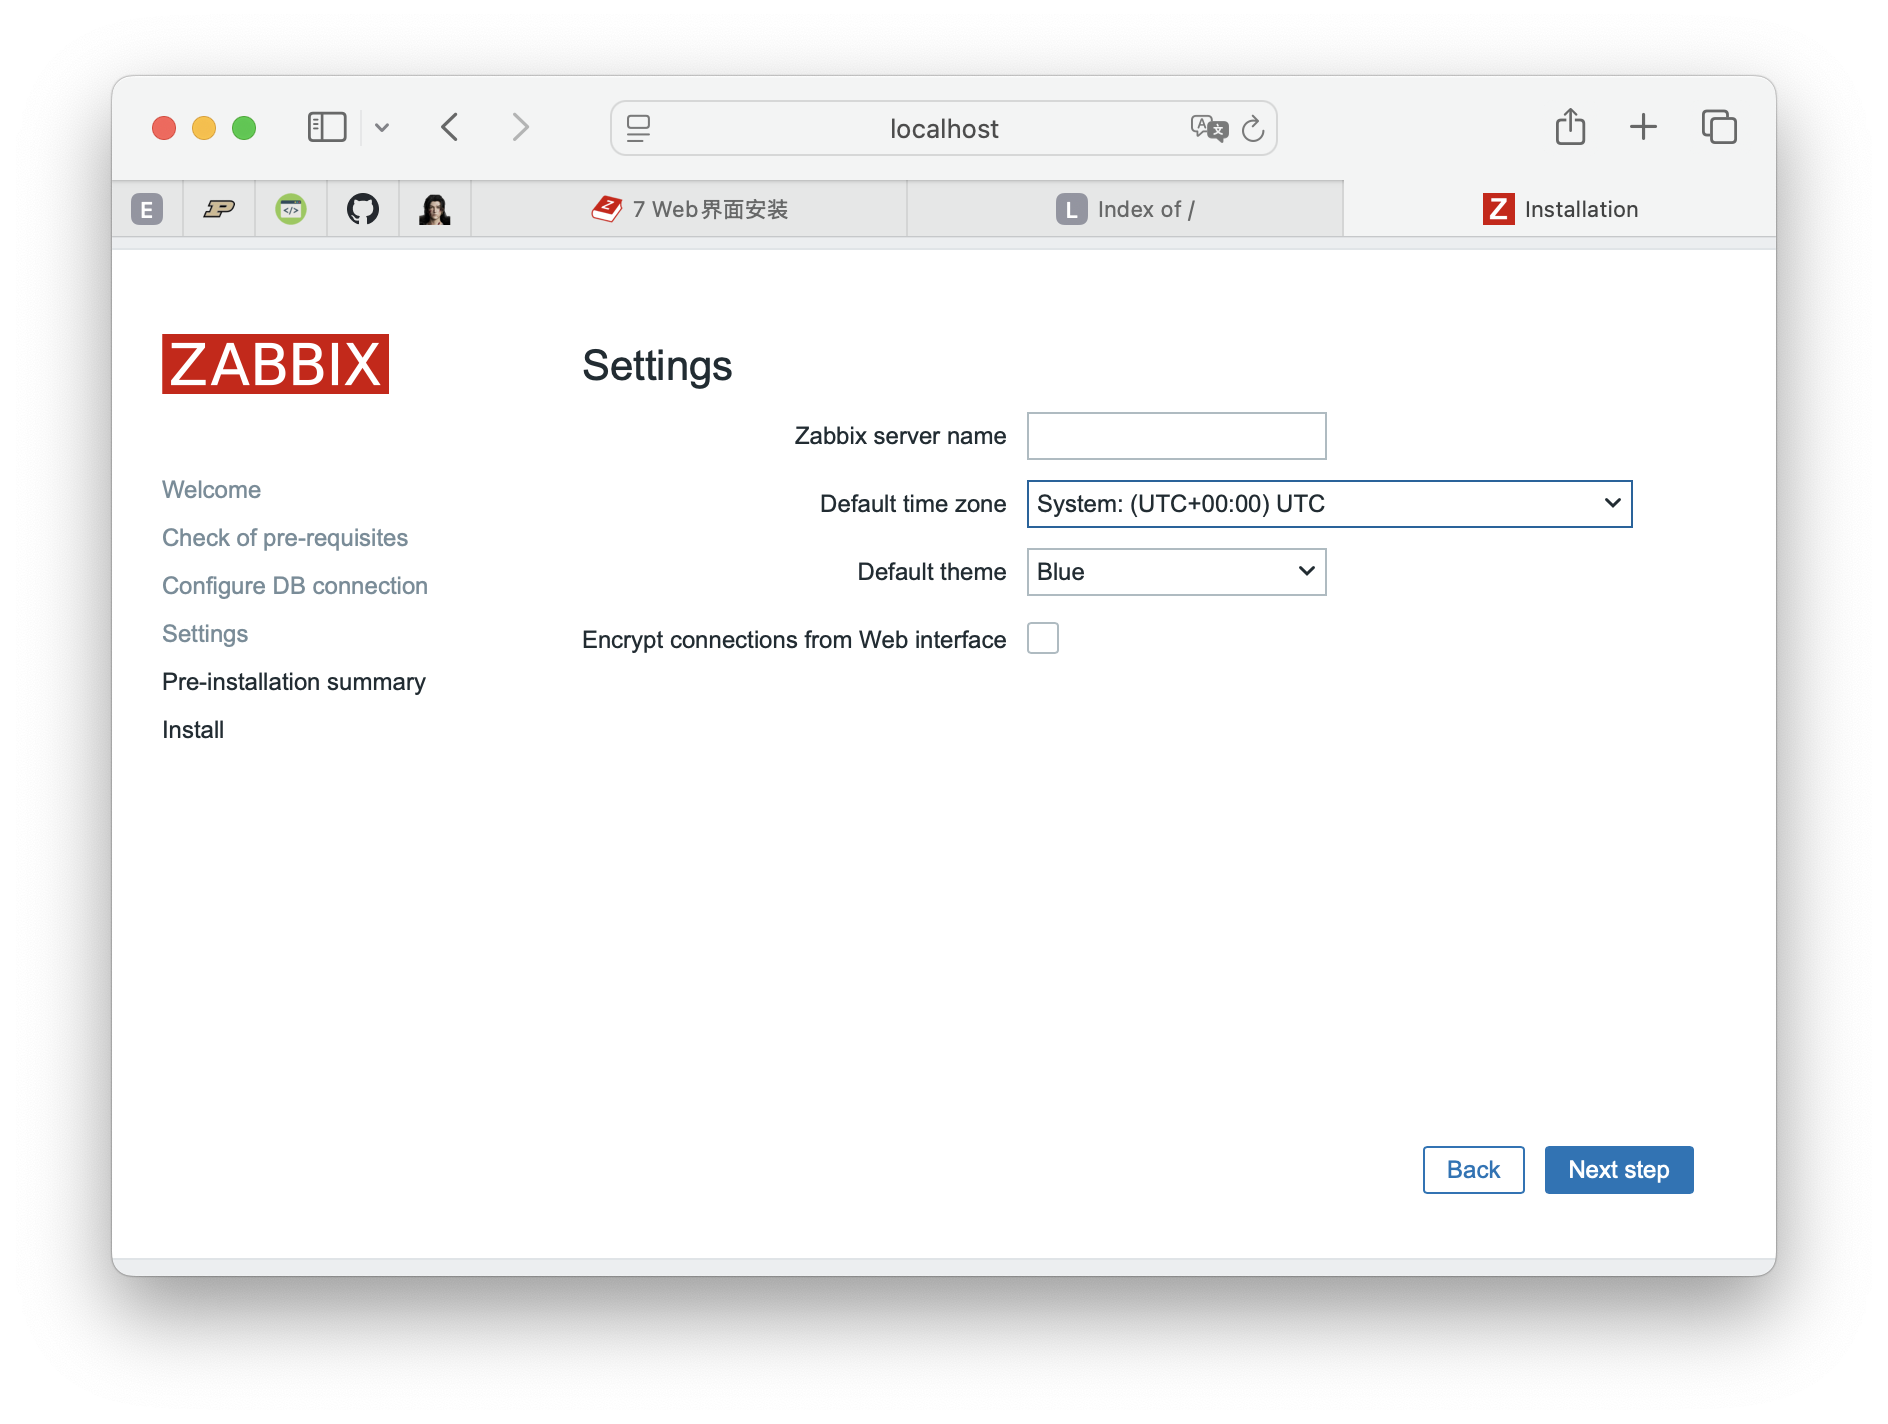 localhost
E
7 Web界面安装
L Index of /
Z Installation
ZABBIX
Welcome
Check of pre-requisites
Configure DB connection
Settings
Pre-installation summary
Install
Settings
Zabbix server name
Default time zone System: (UTC+00:00) UTC
Default theme Blue
Encrypt connections from Web interface
Back Next step